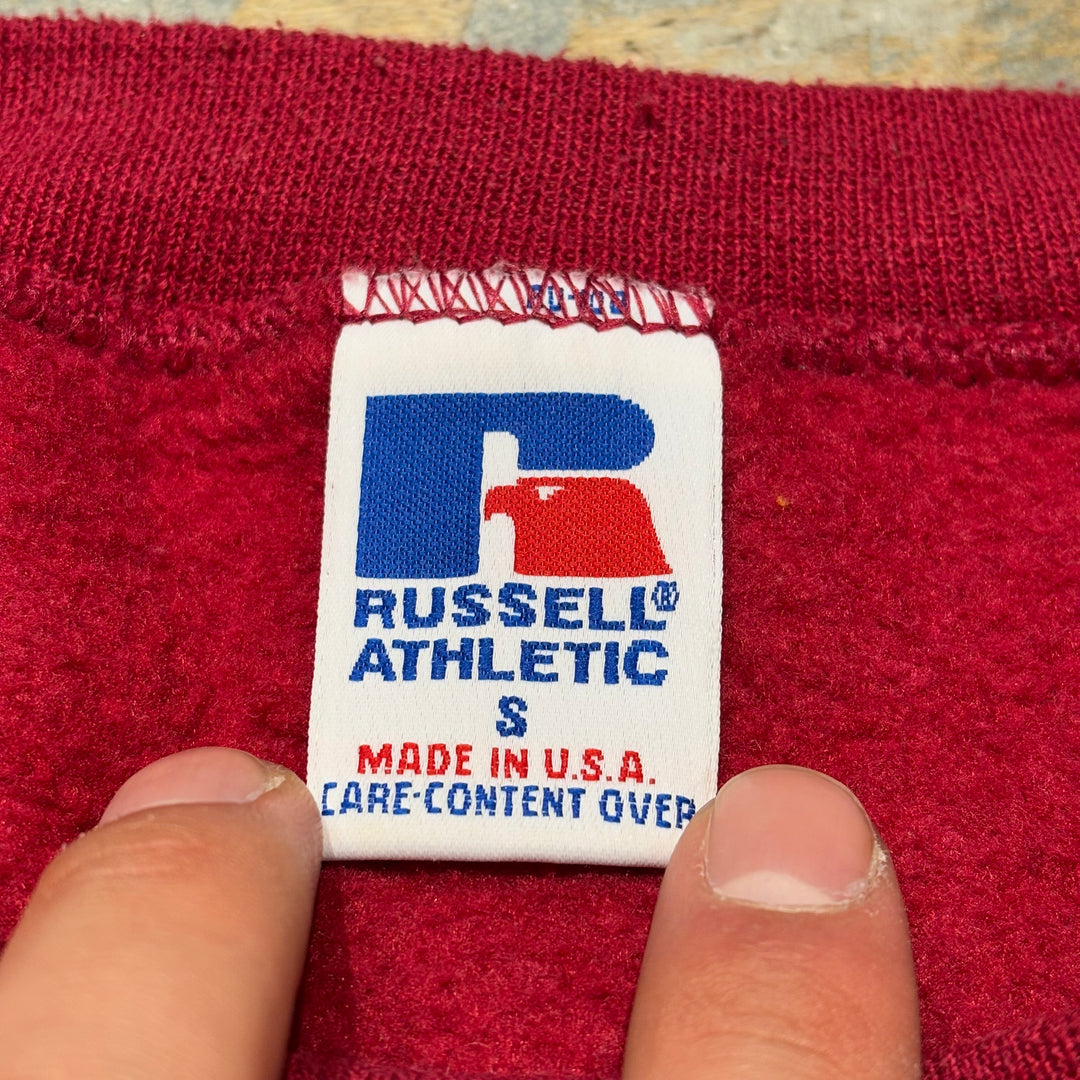 RUSSELL®
ATHLETIC
S
MADE IN U.S.A.
CARE-CONTENT OVER